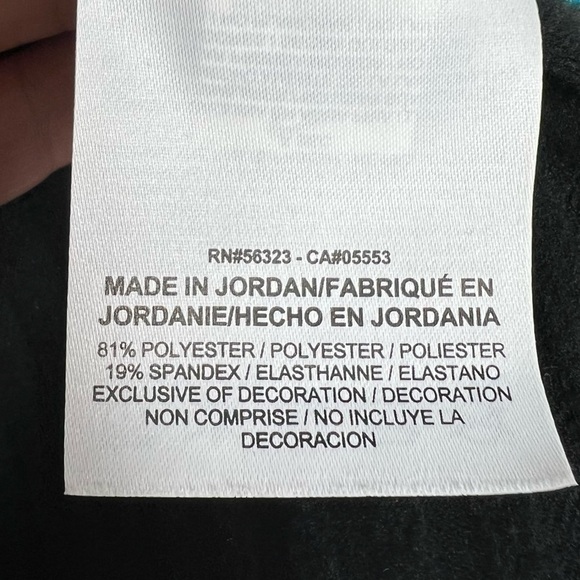 RN#56323 - CA#05553
MADE IN JORDAN/FABRIQUÉ EN
JORDANIE/HECHO EN JORDANIA
81% POLYESTER / POLYESTER / POLIESTER
19% SPANDEX / ELASTHANNE / ELASTANO
EXCLUSIVE OF DECORATION / DECORATION
NON COMPRISE / NO INCLUYE LA
DECORACION